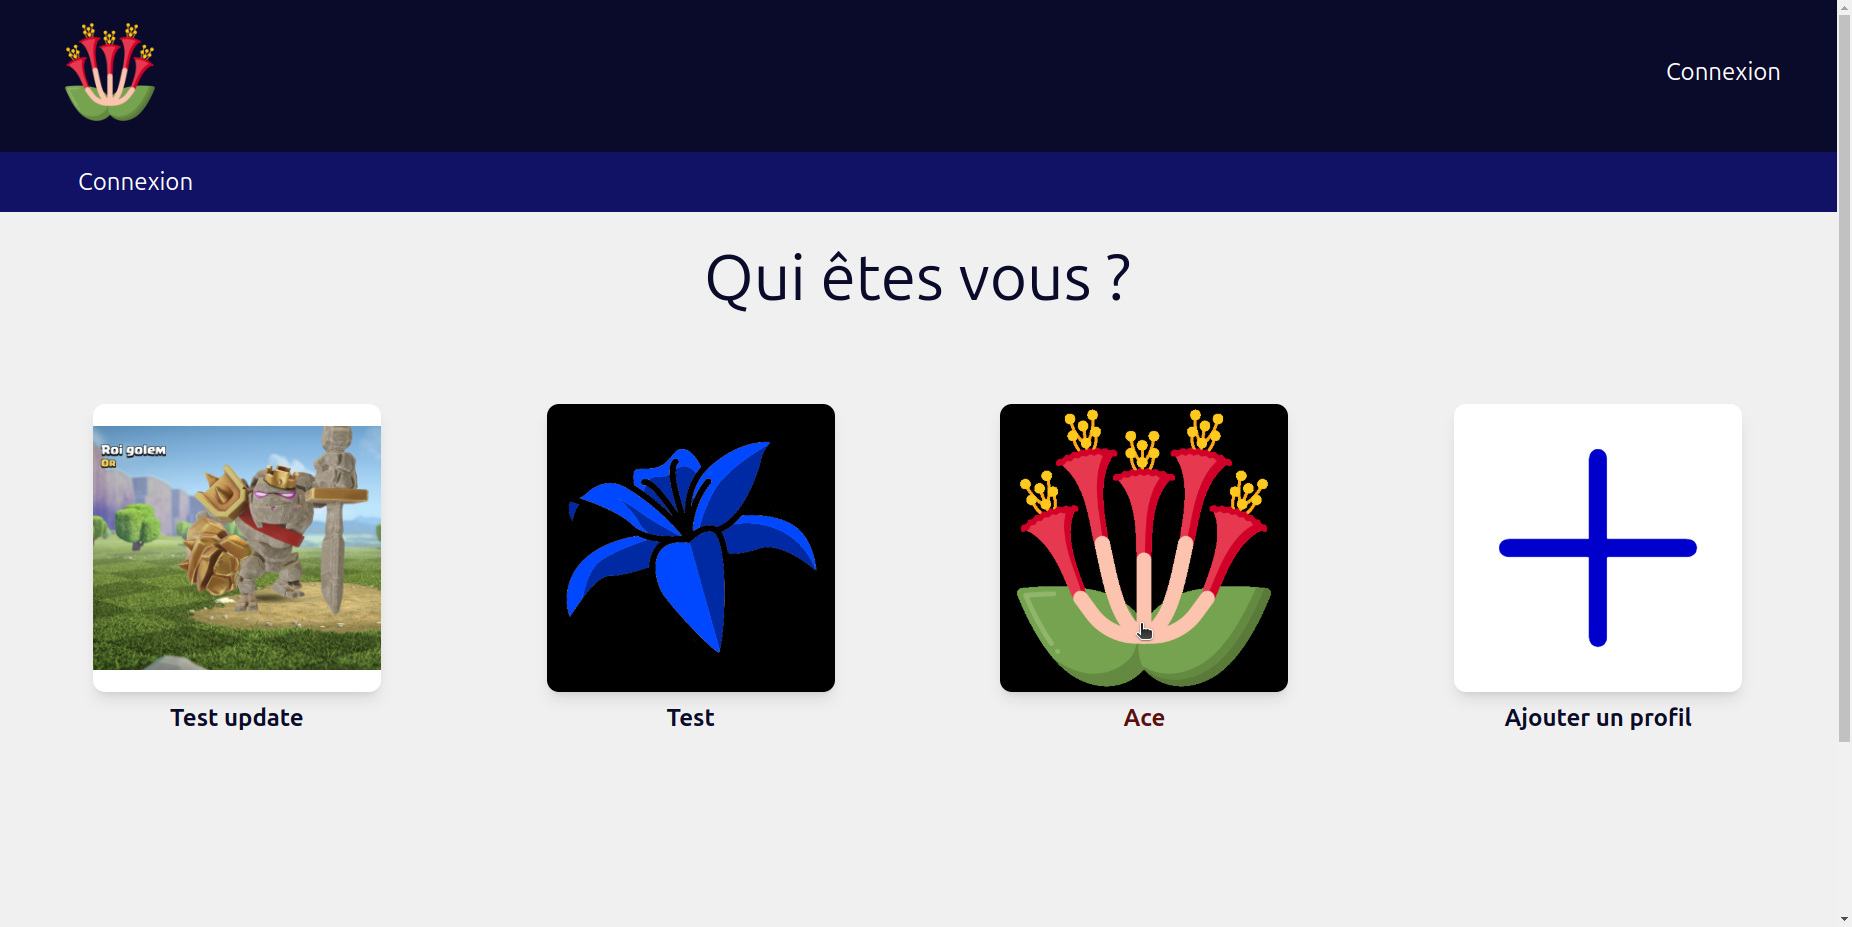 Connexion
Connexion
Qui êtes vous ?
Roi golem
OR
Test update
Test
Ace
Ajouter un profil